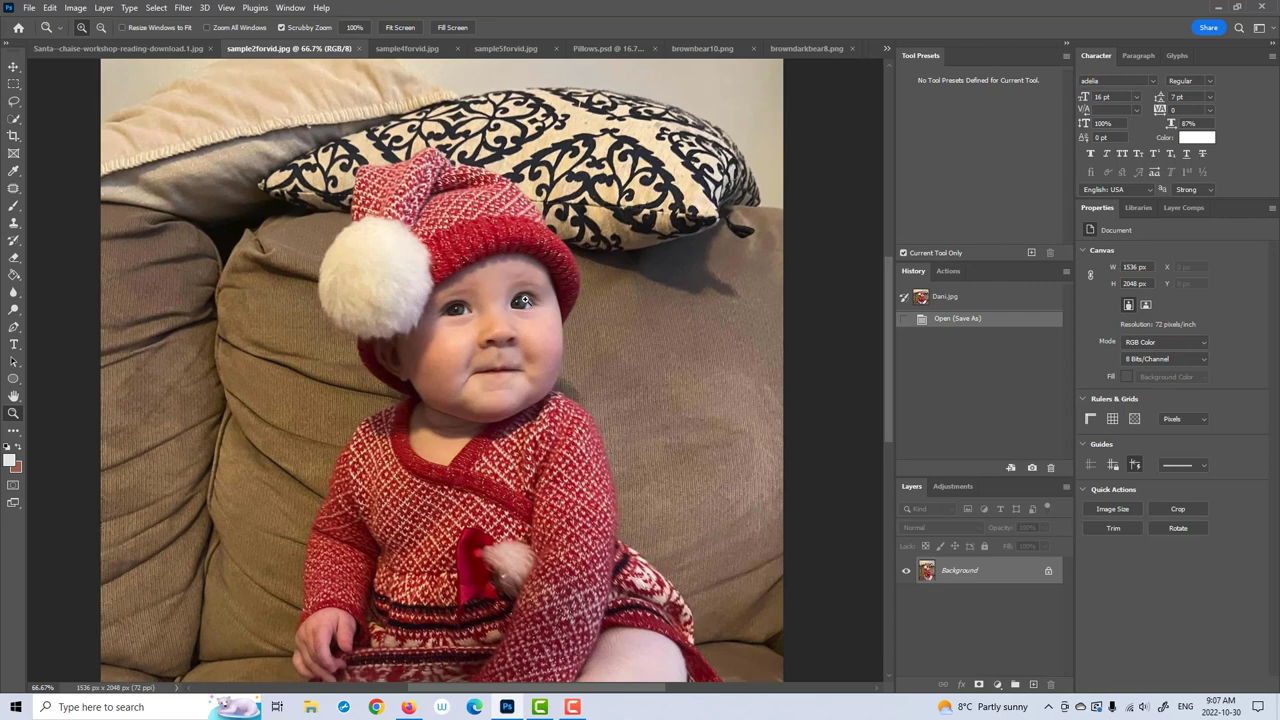 Ps File Edit Image Layer Type Select Filter 3D View Plugins Window Help
Resize Windows to Fit Zoom All Windows Scrubby Zoom 100% Fit Screen Fill Screen Share
Santa--chaise-workshop-reading-download.1.jpg × sample2forvid.jpg @ 66.7% (RGB/8) × sample4forvid.jpg × sample5forvid.jpg × Pillows.psd @ 16.7... × brownbear10.png × browndarkbear8.png ×
Tool Presets
No Tool Presets Defined for Current Tool.
Current Tool Only
History Actions
Dani.jpg
Open (Save As)
Layers Adjustments
Kind
Normal Opacity: 100%
Lock: Fill: 100%
Background
Character Paragraph Glyphs
adelia Regular
16 pt 7 pt
0
100% 87%
0 pt Color:
English: USA Strong
Properties Libraries Layer Comps
Document
Canvas
W 1536 px X
H 2048 px Y
Resolution: 72 pixels/inch
Mode RGB Color
8 Bits/Channel
Fill Background Color
Rulers & Grids
Pixels
Guides
Quick Actions
Image Size Crop
Trim Rotate
66.67% 1536 px x 2048 px (72 ppi)
Type here to search
8°C Partly sunny ENG 9:07 AM
2022-10-30